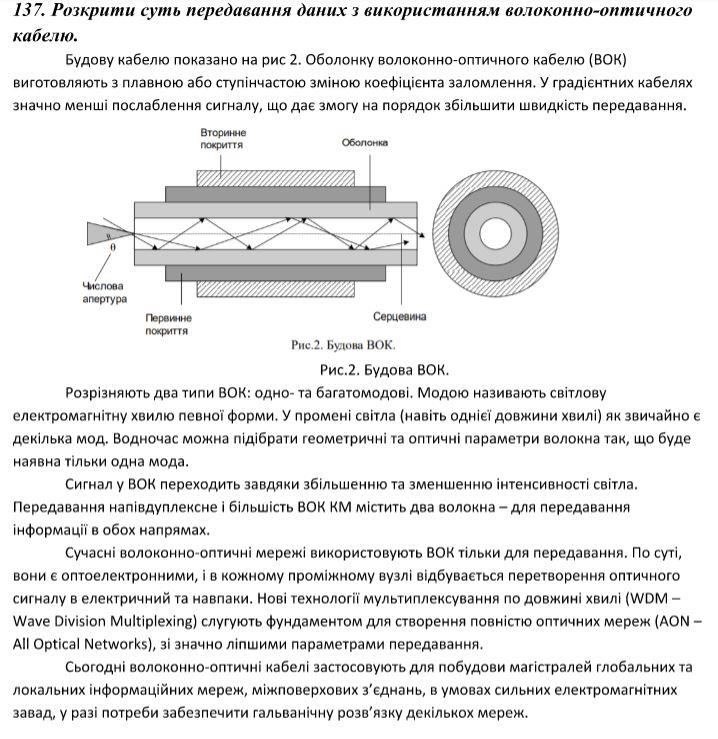 137. Розкрити суть передавання даних з використанням волоконно-оптичного
кабелю.
Будову кабелю показано на рис 2. Оболонку волоконно-оптичного кабелю (ВОК)
виготовляють з плавною або ступінчастою зміною коефіцієнта заломлення. У градієнтних кабелях
значно менші послаблення сигналу, що дає змогу на порядок збільшити швидкість передавання.
Вторинне
покриття
Оболонка
θ
Числова
апертура
Первинне
покриття
Серцевина
Рис.2. Будова ВОК.
Рис.2. Будова ВОК.
Розрізняють два типи ВОК: одно- та багатомодові. Модою називають світлову
електромагнітну хвилю певної форми. У промені світла (навіть однієї довжини хвилі) як звичайно є
декілька мод. Водночас можна підібрати геометричні та оптичні параметри волокна так, що буде
наявна тільки одна мода.
Сигнал у ВОК переходить завдяки збільшенню та зменшенню інтенсивності світла.
Передавання напівдуплексне і більшість ВОК КМ містить два волокна – для передавання
інформації в обох напрямах.
Сучасні волоконно-оптичні мережі використовують ВОК тільки для передавання. По суті,
вони є оптоелектронними, і в кожному проміжному вузлі відбувається перетворення оптичного
сигналу в електричний та навпаки. Нові технології мультиплексування по довжині хвилі (WDM –
Wave Division Multiplexing) слугують фундаментом для створення повністю оптичних мереж (AON –
All Optical Networks), зі значно ліпшими параметрами передавання.
Сьогодні волоконно-оптичні кабелі застосовують для побудови магістралей глобальних та
локальних інформаційних мереж, міжповерхових з’єднань, в умовах сильних електромагнітних
завад, у разі потреби забезпечити гальванічну розв’язку декількох мереж.